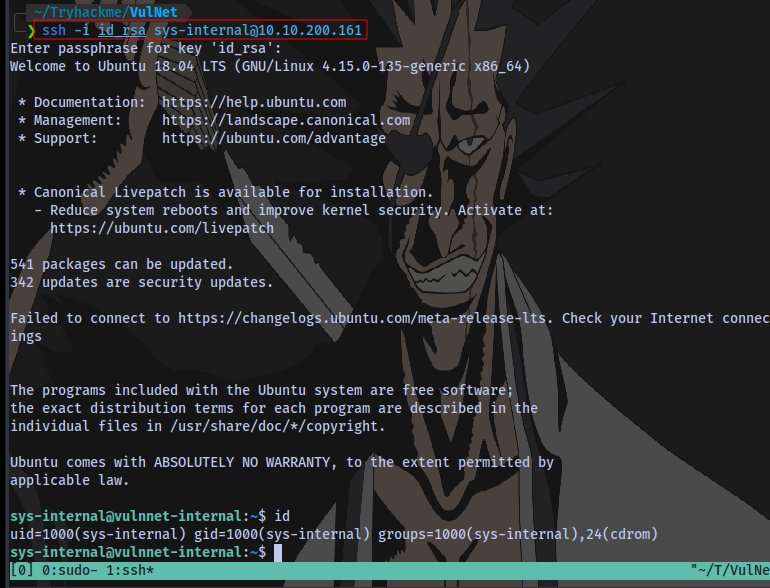 ~/Tryhackme/VulNet
❯ ssh -i id_rsa sys-internal@10.10.200.161
Enter passphrase for key 'id_rsa':
Welcome to Ubuntu 18.04 LTS (GNU/Linux 4.15.0-135-generic x86_64)
* Documentation:  https://help.ubuntu.com
* Management:     https://landscape.canonical.com
* Support:        https://ubuntu.com/advantage
* Canonical Livepatch is available for installation.
- Reduce system reboots and improve kernel security. Activate at:
https://ubuntu.com/livepatch
541 packages can be updated.
342 updates are security updates.
Failed to connect to https://changelogs.ubuntu.com/meta-release-lts. Check your Internet connec
ings
The programs included with the Ubuntu system are free software;
the exact distribution terms for each program are described in the
individual files in /usr/share/doc/*/copyright.
Ubuntu comes with ABSOLUTELY NO WARRANTY, to the extent permitted by
applicable law.
sys-internal@vulnnet-internal:~$ id
uid=1000(sys-internal) gid=1000(sys-internal) groups=1000(sys-internal),24(cdrom)
sys-internal@vulnnet-internal:~$
[0] 0:sudo- 1:ssh* "~/T/VulNe